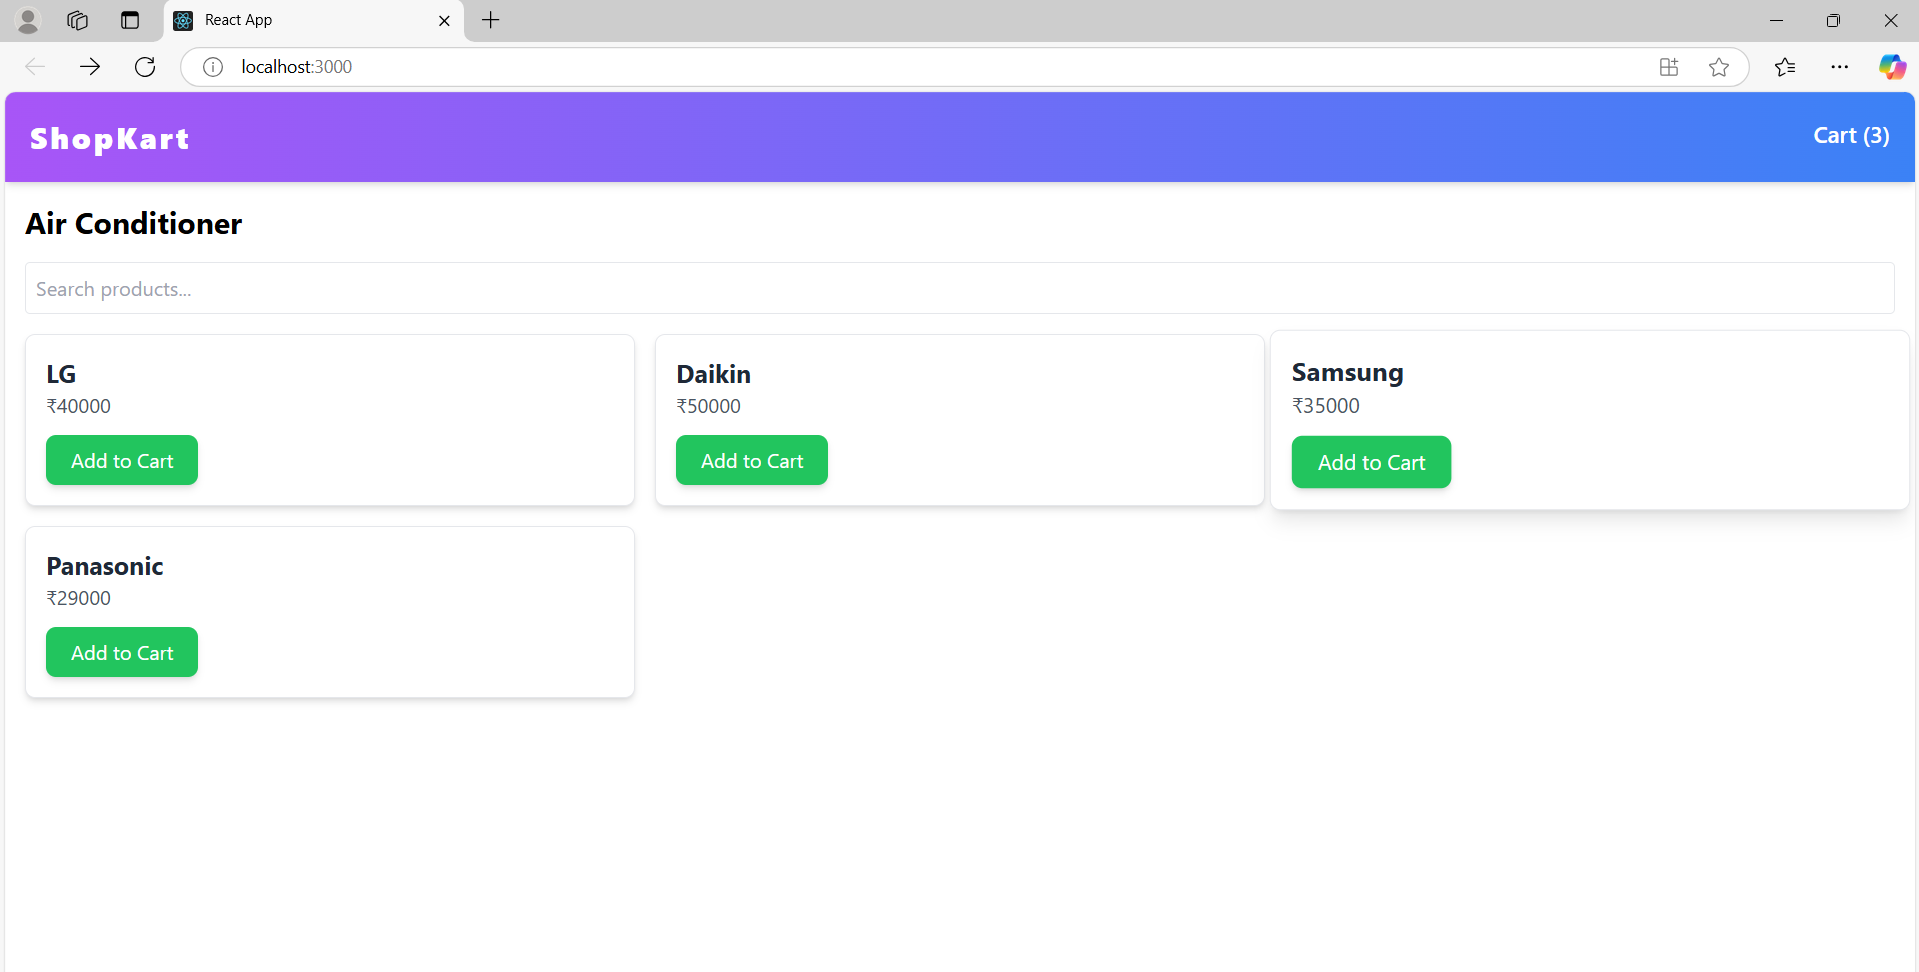 React App
localhost:3000
ShopKart
Cart (3)
Air Conditioner
Search products...
LG
₹40000
Add to Cart
Daikin
₹50000
Add to Cart
Samsung
₹35000
Add to Cart
Panasonic
₹29000
Add to Cart